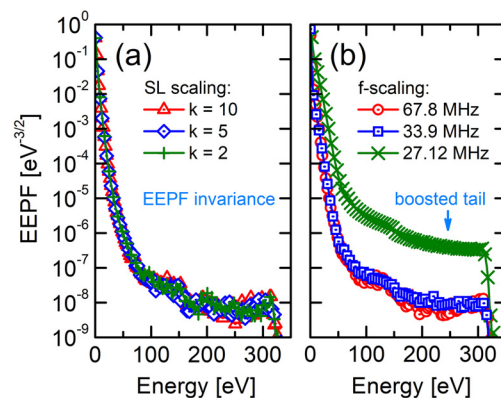 EEPF [eV^-3/2]
10^0
10^-1
10^-2
10^-3
10^-4
10^-5
10^-6
10^-7
10^-8
10^-9
(a)
SL scaling:
k = 10
k = 5
k = 2
EEPF invariance
0 100 200 300
Energy [eV]
(b)
f-scaling:
67.8 MHz
33.9 MHz
27.12 MHz
boosted tail
0 100 200 300
Energy [eV]